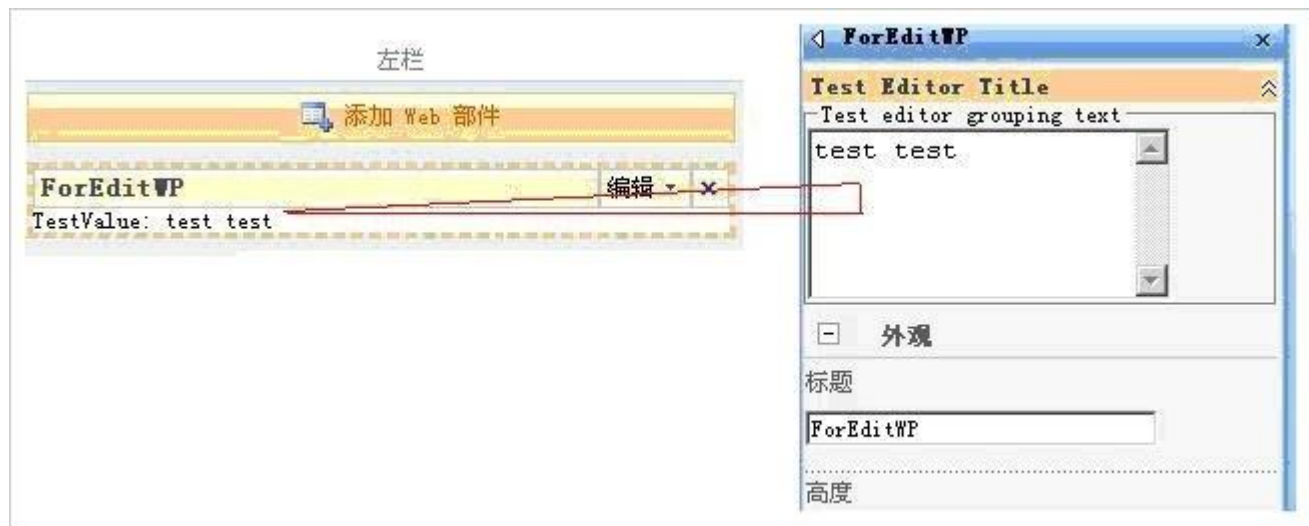 左栏
添加 Web 部件
ForEditWP
编辑
TestValue: test test
ForEditWP
Test Editor Title
Test editor grouping text
test test
外观
标题
ForEditWP
高度